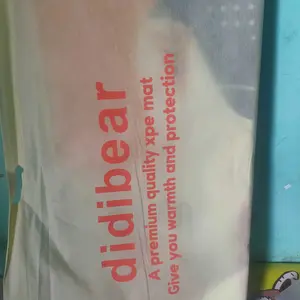 didibear
A premium quality xpe mat
Give you warmth and protection